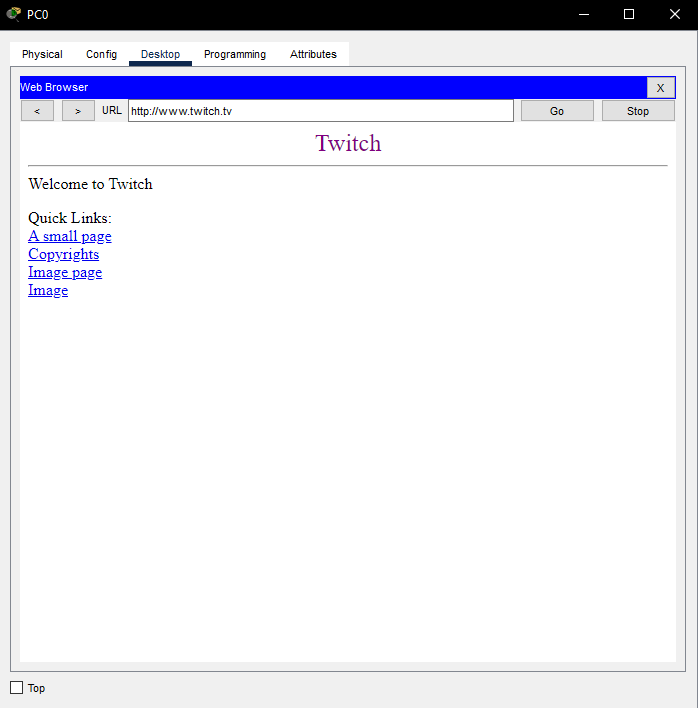 PC0
Physical Config Desktop Programming Attributes
Web Browser X
< > URL http://www.twitch.tv Go Stop
Twitch
Welcome to Twitch
Quick Links:
A small page
Copyrights
Image page
Image
Top